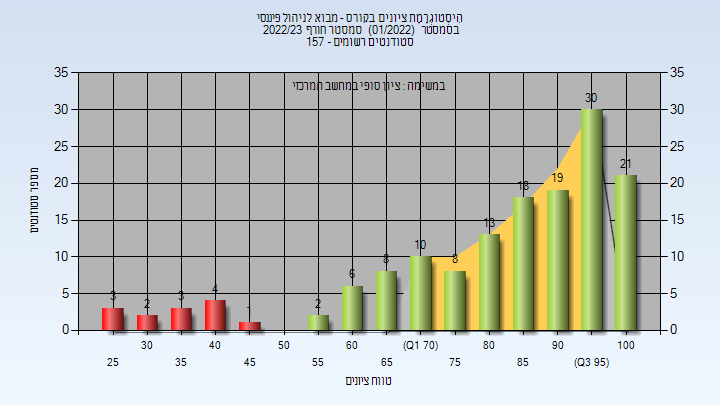 היסטוגרמת ציונים בקורס - מבוא לניהול פיננסי
בסמסטר (01/2022) סמסטר חורף 2022/23
סטודנטים רשומים - 157
במשימה : ציון סופי במחשב המרכזי
מספר סטודנטים
35 35
30 30
25 25
20 20
15 15
10 10
5 5
0 0
3 2 3 4 1 2 6 8 10 8 13 18 19 30 21
30 40 50 60 (Q1 70) 80 90 100
25 35 45 55 65 75 85 (Q3 95)
טווח ציונים